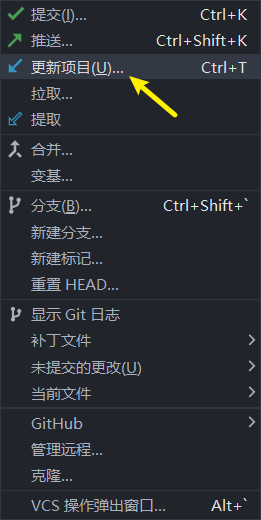 提交(I)... Ctrl+K
推送... Ctrl+Shift+K
更新项目(U)... Ctrl+T
拉取...
提取
合并...
变基...
分支(B)... Ctrl+Shift+`
新建分支...
新建标记...
重置 HEAD...
显示 Git 日志
补丁文件
未提交的更改(U)
当前文件
GitHub
管理远程...
克隆...
VCS 操作弹出窗口... Alt+`